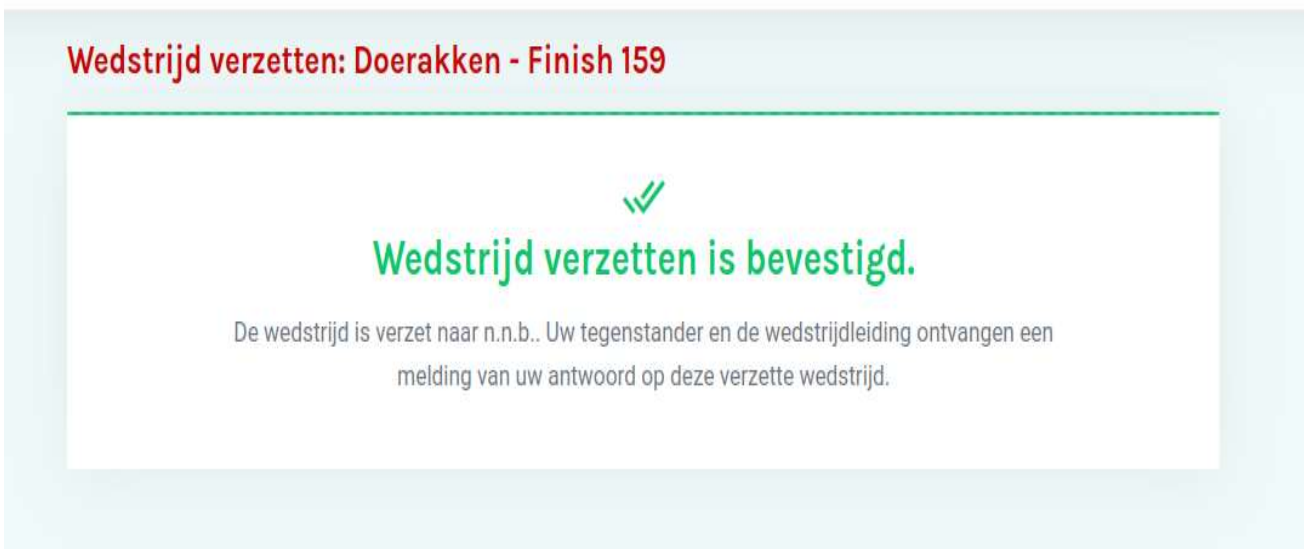 Wedstrijd verzetten: Doerakken - Finish 159
Wedstrijd verzetten is bevestigd.
De wedstrijd is verzet naar n.n.b.. Uw tegenstander en de wedstrijdleiding ontvangen een
melding van uw antwoord op deze verzette wedstrijd.